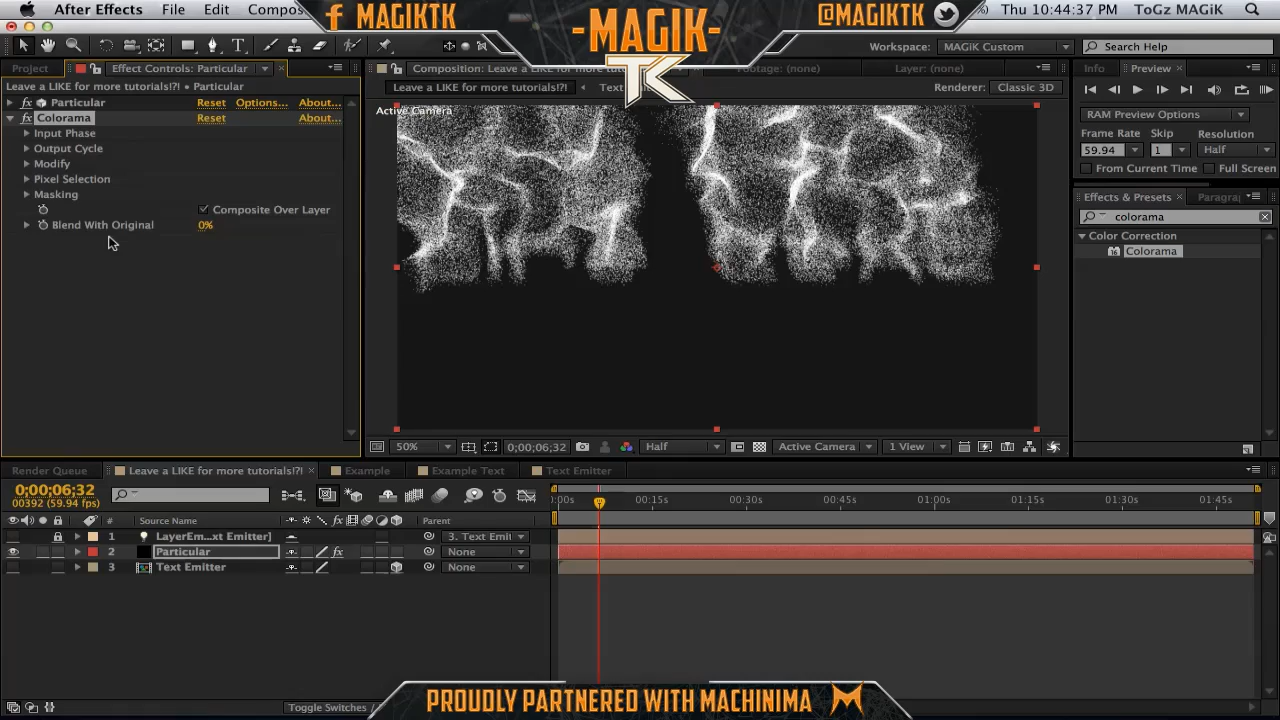 After Effects File Edit Compos
Thu 10:44:37 PM ToGz MAGiK
MAGIKTK
-MAGIK-
TK
@MAGIKTK
Workspace: MAGiK Custom
Search Help
Project
Effect Controls: Particular
Leave a LIKE for more tutorials!?! • Particular
Particular Reset Options... About...
Colorama Reset About...
Input Phase
Output Cycle
Modify
Pixel Selection
Masking
Composite Over Layer
Blend With Original 0%
Composition: Leave a LIKE for more tu
Footage: (none)
Layer: (none)
Leave a LIKE for more tutorials!?!
Text
Renderer: Classic 3D
Active Camera
50% 0;00;06;32 Half Active Camera 1 View
Info Preview
RAM Preview Options
Frame Rate Skip Resolution
59.94 1 Half
From Current Time Full Screen
Effects & Presets Paragra
colorama
Color Correction
16 Colorama
Render Queue Leave a LIKE for more tutorials!?! Example Example Text Text Emitter
0;00;06;32
00392 (59.94 fps)
:00s 00:15s 00:30s 00:45s 01:00s 01:15s 01:30s 01:45s
# Source Name fx Parent
1 LayerEm...xt Emitter] 3. Text Emit
2 Particular fx None
3 Text Emitter None
Toggle Switches /
PROUDLY PARTNERED WITH MACHINIMA